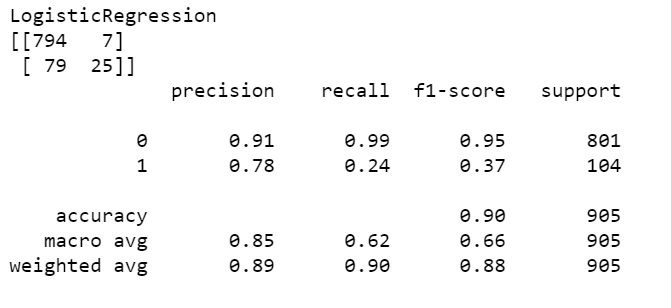 LogisticRegression
[[794   7]
 [ 79  25]]
              precision    recall  f1-score   support

           0       0.91      0.99      0.95       801
           1       0.78      0.24      0.37       104

    accuracy                           0.90       905
   macro avg       0.85      0.62      0.66       905
weighted avg       0.89      0.90      0.88       905